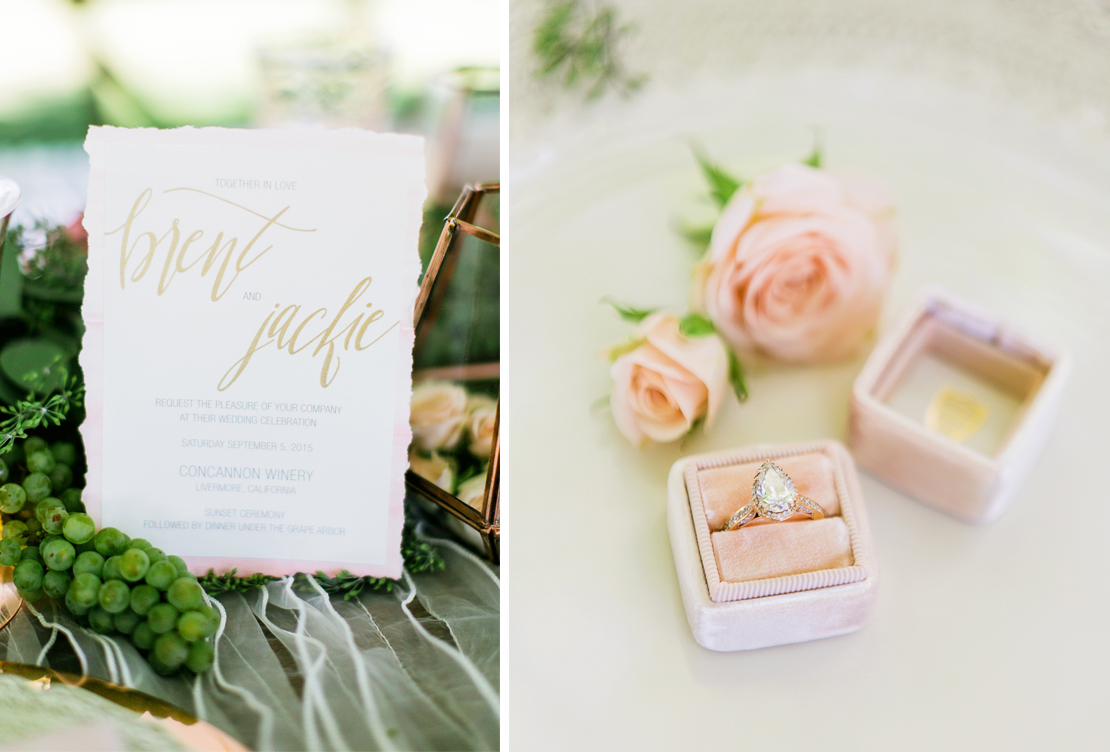 TOGETHER IN LOVE
brent
AND
jackie
REQUEST THE PLEASURE OF YOUR COMPANY
AT THEIR WEDDING CELEBRATION
SATURDAY SEPTEMBER 5, 2015
CONCANNON WINERY
LIVERMORE, CALIFORNIA
SUNSET CEREMONY
FOLLOWED BY DINNER UNDER THE GRAPE ARBOR